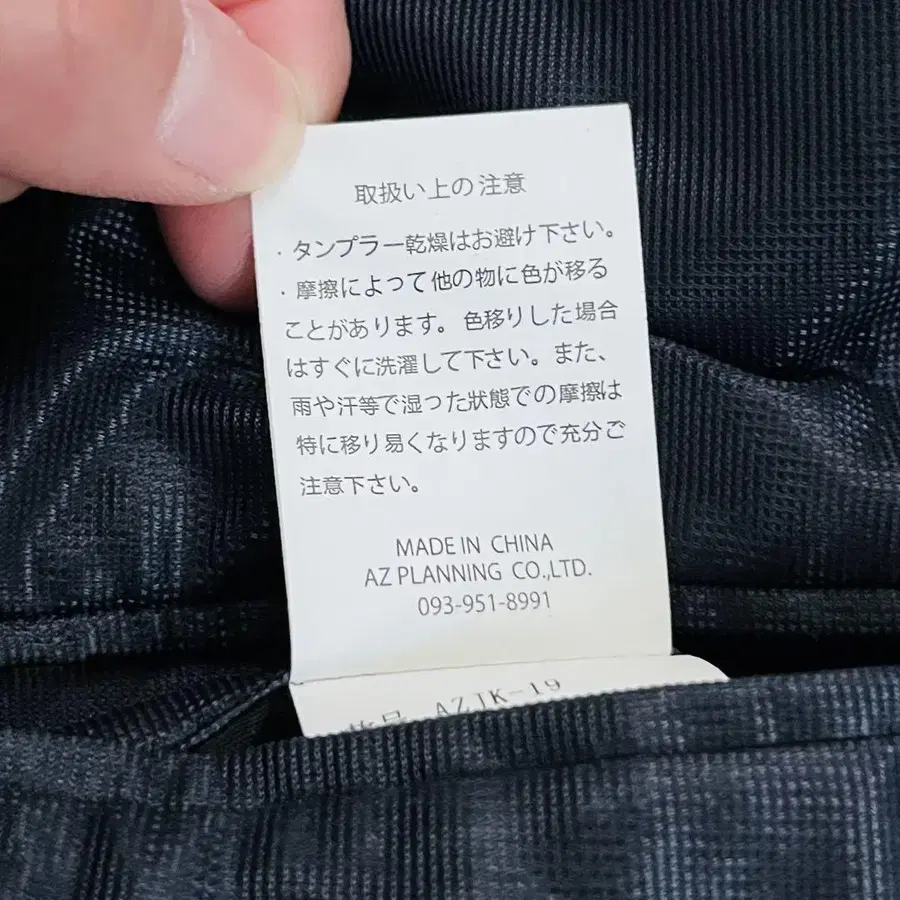 取扱い上の注意
・タンプラー乾燥はお避け下さい。
・摩擦によって他の物に色が移る
ことがあります。色移りした場合
はすぐに洗濯して下さい。また、
雨や汗等で湿った狀態での摩擦は
特に移り易くなりますので充分ご
注意下さい。
MADE IN CHINA
AZ PLANNING CO.,LTD.
093-951-8991
AZJK-19